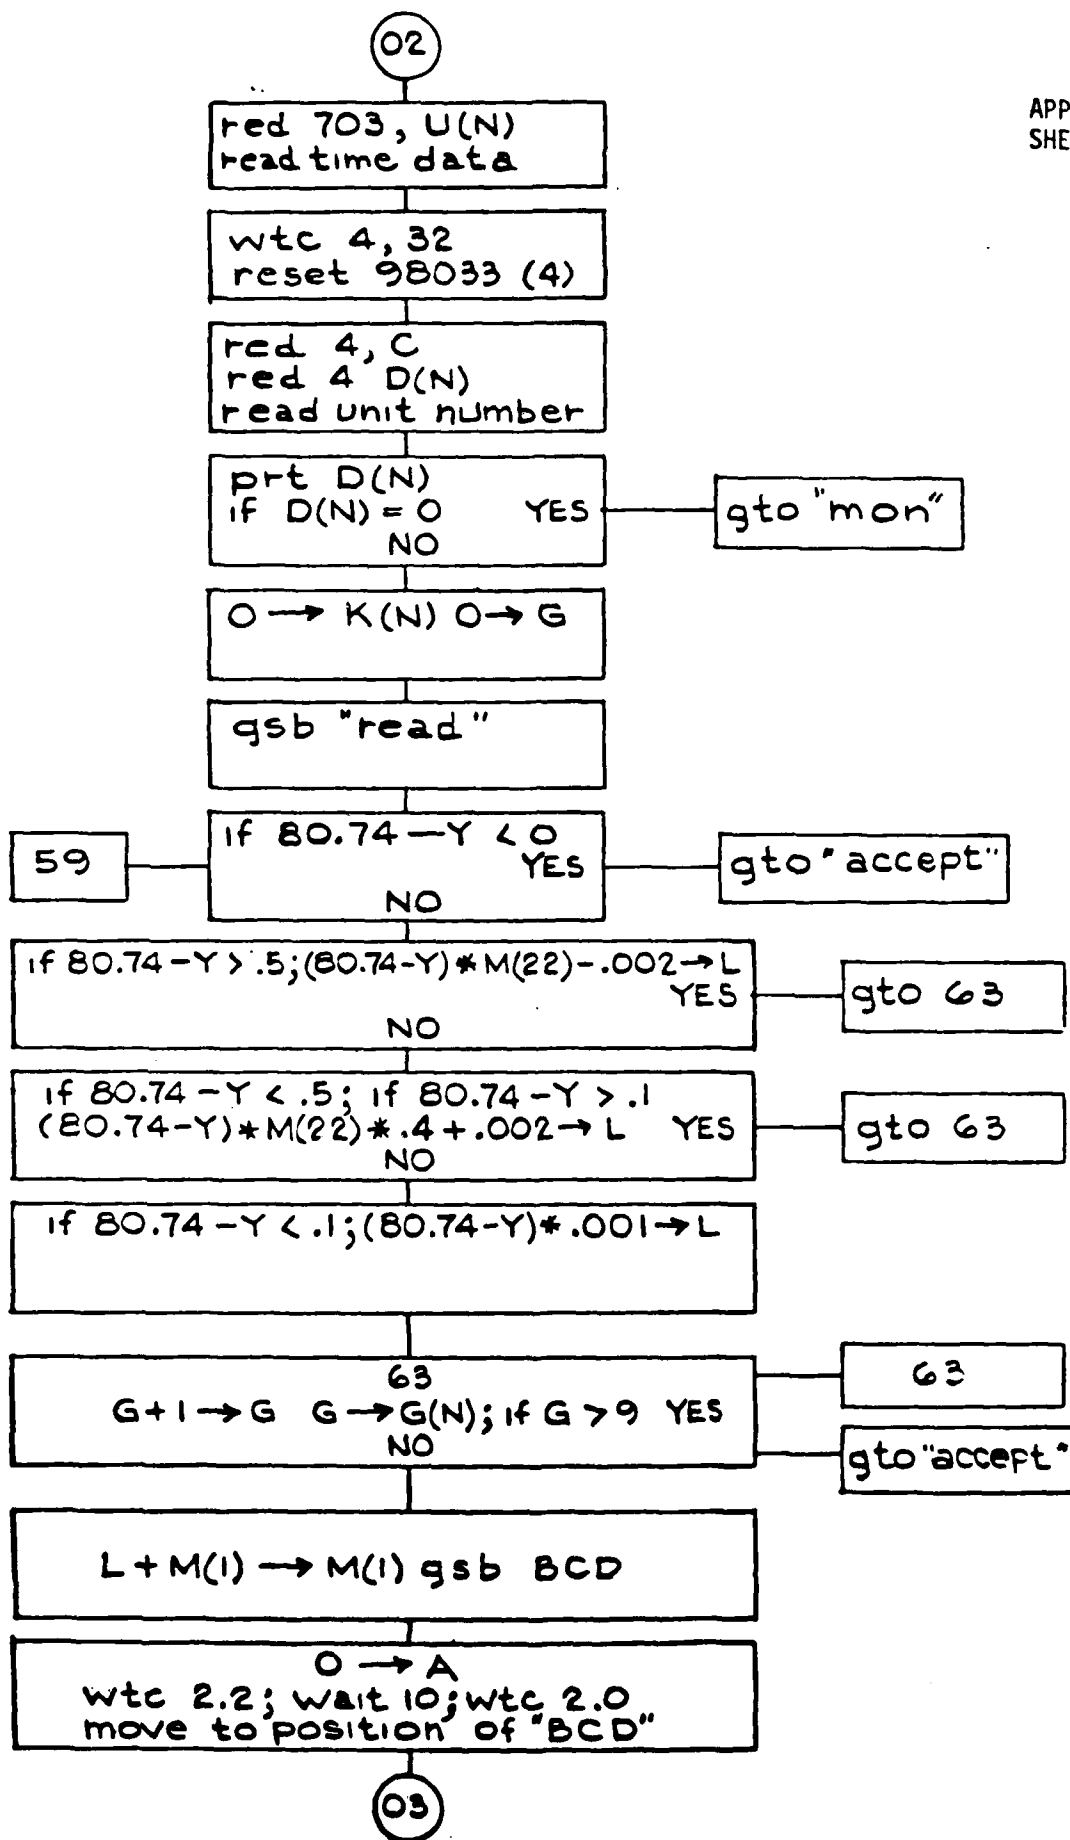 02
APP
SHE
red 703, U(N)
read time data
wtc 4, 32
reset 98033 (4)
red 4, C
red 4 D(N)
read unit number
prt D(N)
if D(N) = 0 YES
NO
gto "mon"
0 → K(N) 0 → G
gsb "read"
59
if 80.74 - Y < 0
YES
NO
gto "accept"
if 80.74 - Y > .5; (80.74-Y) * M(22) - .002 → L
YES
NO
gto 63
if 80.74 - Y < .5; if 80.74 - Y > .1
(80.74-Y) * M(22) * .4 + .002 → L YES
NO
gto 63
if 80.74 - Y < .1; (80.74-Y) * .001 → L
63
G + 1 → G G → G(N); if G > 9 YES
NO
63
gto "accept"
L + M(1) → M(1) gsb BCD
0 → A
wtc 2.2; wait 10; wtc 2.0
move to position of "BCD"
03